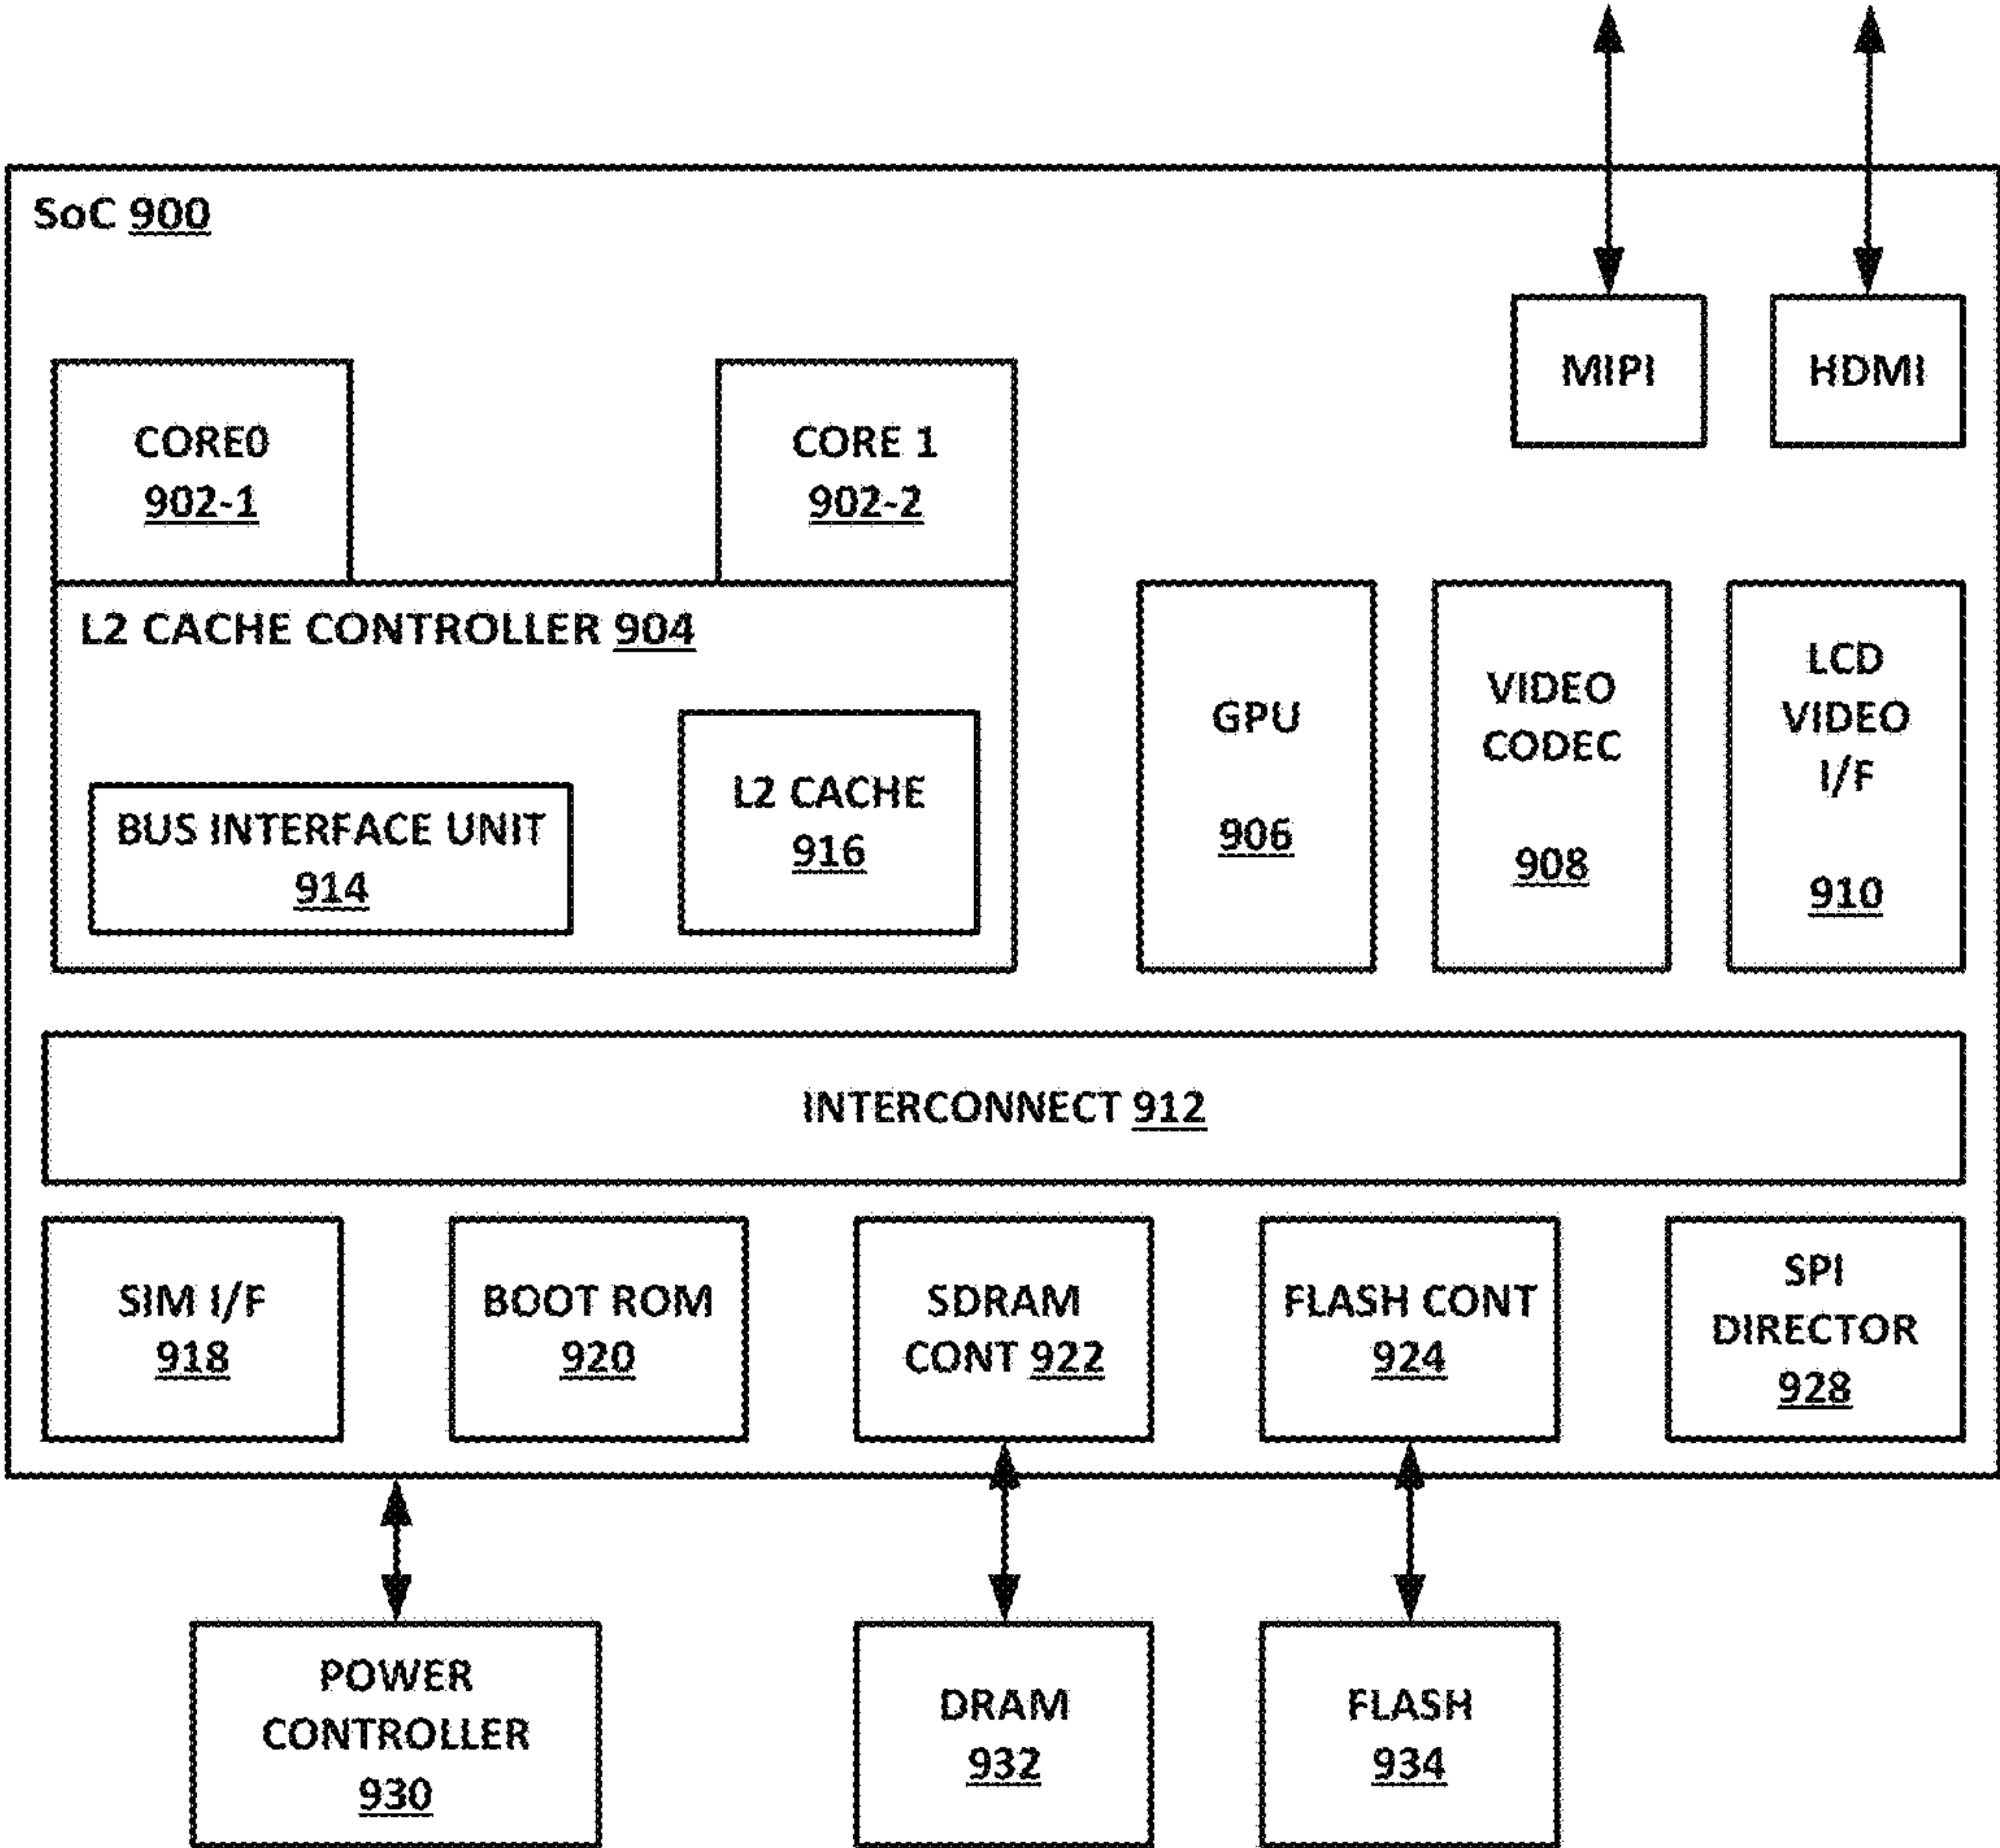 SoC 900
MIPI
HDMI
CORE0
902-1
CORE 1
902-2
L2 CACHE CONTROLLER 904
BUS INTERFACE UNIT
914
L2 CACHE
916
GPU
906
VIDEO
CODEC
908
LCD
VIDEO
I/F
910
INTERCONNECT 912
SIM I/F
918
BOOT ROM
920
SDRAM
CONT 922
FLASH CONT
924
SPI
DIRECTOR
928
POWER
CONTROLLER
930
DRAM
932
FLASH
934